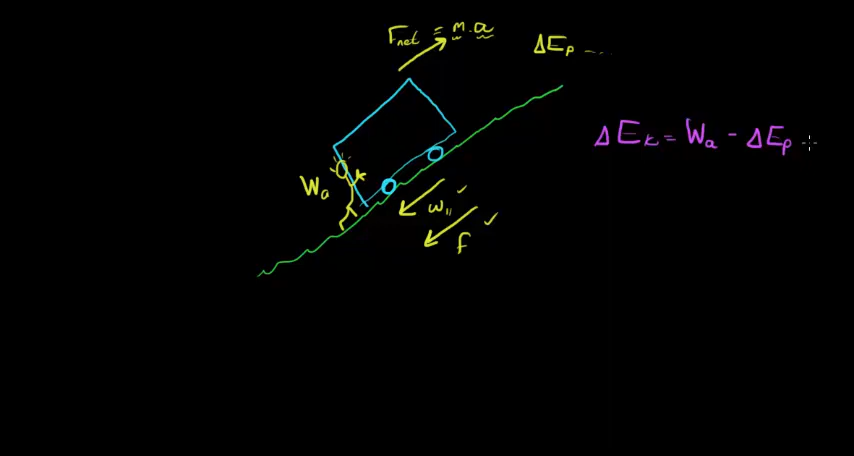 Fnet = m.a
ΔEp ....
ΔEk = Wa - ΔEp
Wa
w||
f